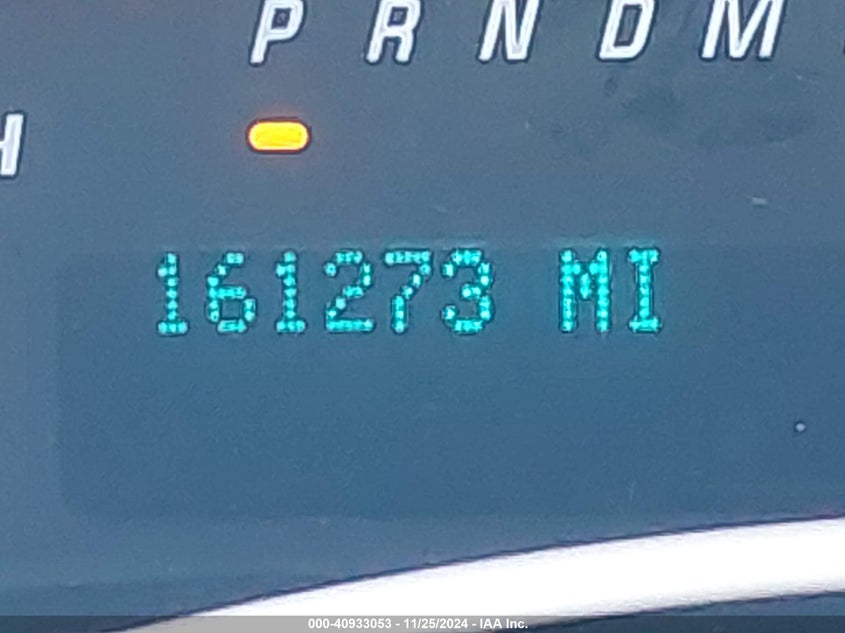 P R N D M
H
161273 MI
000-40933053 - 11/25/2024 - IAA Inc.